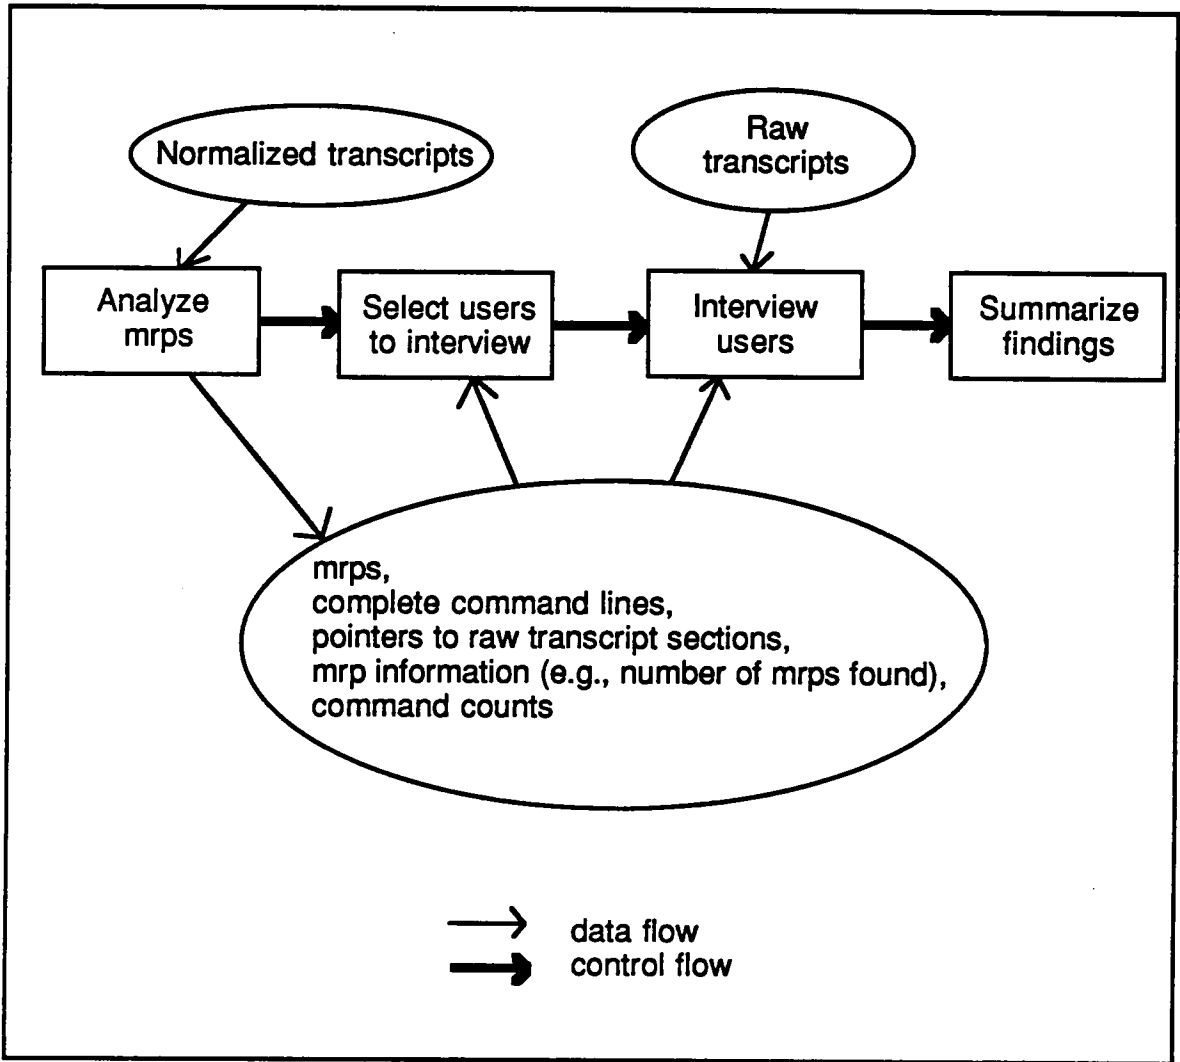 Normalized transcripts
Raw
transcripts
Analyze
mrps
Select users
to interview
Interview
users
Summarize
findings
mrps,
complete command lines,
pointers to raw transcript sections,
mrp information (e.g., number of mrps found),
command counts
data flow
control flow